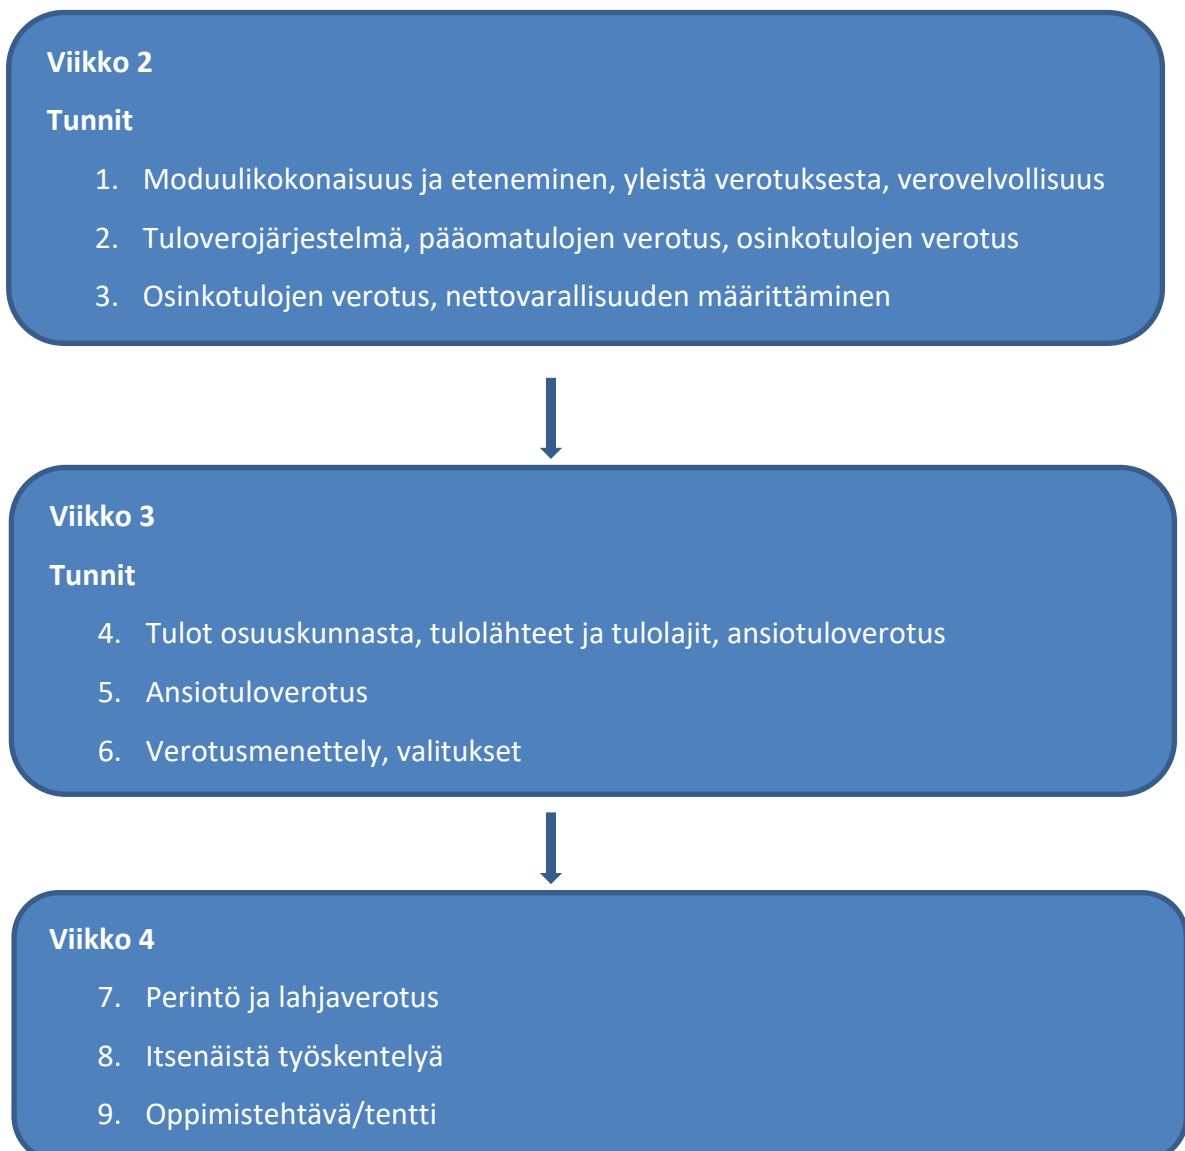 Viikko 2
Tunnit
1. Moduulikokonaisuus ja eteneminen, yleistä verotuksesta, verovelvollisuus
2. Tuloverojärjestelmä, pääomatulojen verotus, osinkotulojen verotus
3. Osinkotulojen verotus, nettovarallisuuden määrittäminen
Viikko 3
Tunnit
4. Tulot osuuskunnasta, tulolähteet ja tulolajit, ansiotuloverotus
5. Ansiotuloverotus
6. Verotusmenettely, valitukset
Viikko 4
7. Perintö ja lahjaverotus
8. Itsenäistä työskentelyä
9. Oppimistehtävä/tentti